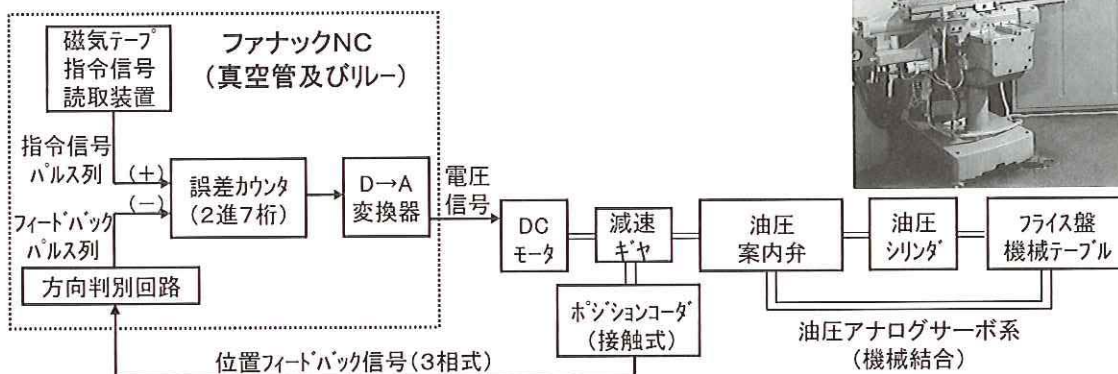 磁気テープ
指令信号
読取装置
ファナックNC
(真空管及びリレー)
指令信号
パルス列
(+)
(−)
フィードバック
パルス列
誤差カウンタ
(2進7桁)
D→A
変換器
電圧
信号
方向判別回路
DC
モータ
減速
ギヤ
油圧
案内弁
油圧
シリンダ
フライス盤
機械テーブル
ポジションコーダ
(接触式)
油圧アナログサーボ系
(機械結合)
位置フィードバック信号(3相式)